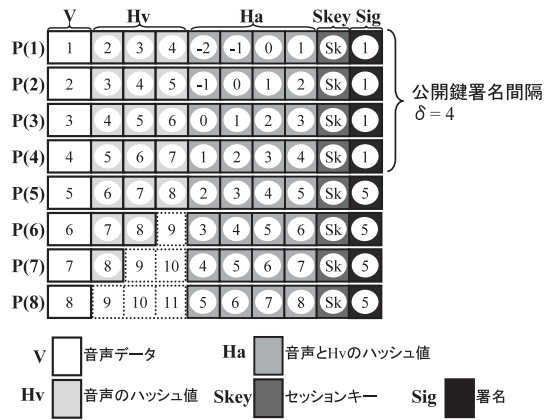 V Hv Ha Skey Sig
P(1) 1 2 3 4 -2 -1 0 1 Sk 1
P(2) 2 3 4 5 -1 0 1 2 Sk 1
P(3) 3 4 5 6 0 1 2 3 Sk 1
P(4) 4 5 6 7 1 2 3 4 Sk 1
公開鍵署名間隔
δ = 4
P(5) 5 6 7 8 2 3 4 5 Sk 5
P(6) 6 7 8 9 3 4 5 6 Sk 5
P(7) 7 8 9 10 4 5 6 7 Sk 5
P(8) 8 9 10 11 5 6 7 8 Sk 5
V 音声データ Ha 音声とHvのハッシュ値
Hv 音声のハッシュ値 Skey セッションキー Sig 署名